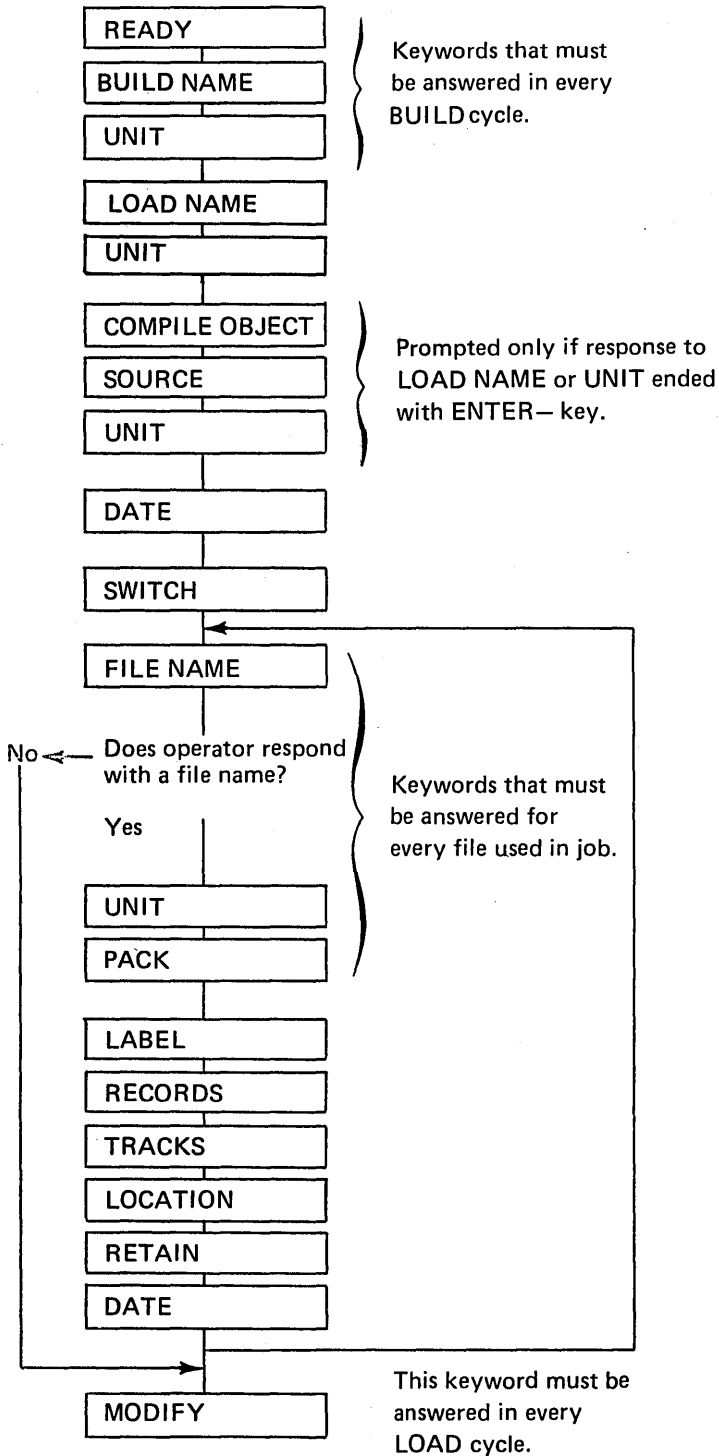 READY
BUILD NAME
UNIT
Keywords that must
be answered in every
BUILD cycle.
LOAD NAME
UNIT
COMPILE OBJECT
SOURCE
UNIT
Prompted only if response to
LOAD NAME or UNIT ended
with ENTER– key.
DATE
SWITCH
FILE NAME
No
Does operator respond
with a file name?
Yes
Keywords that must
be answered for
every file used in job.
UNIT
PACK
LABEL
RECORDS
TRACKS
LOCATION
RETAIN
DATE
MODIFY
This keyword must be
answered in every
LOAD cycle.